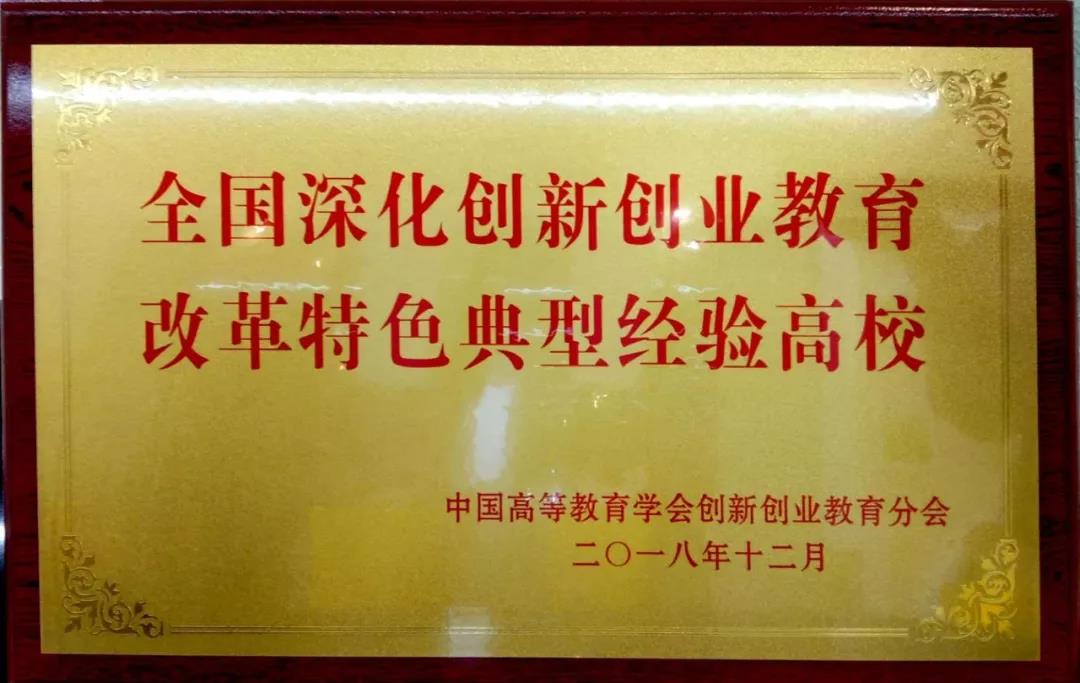 全国深化创新创业教育
改革特色典型经验高校
中国高等教育学会创新创业教育分会
二〇一八年十二月